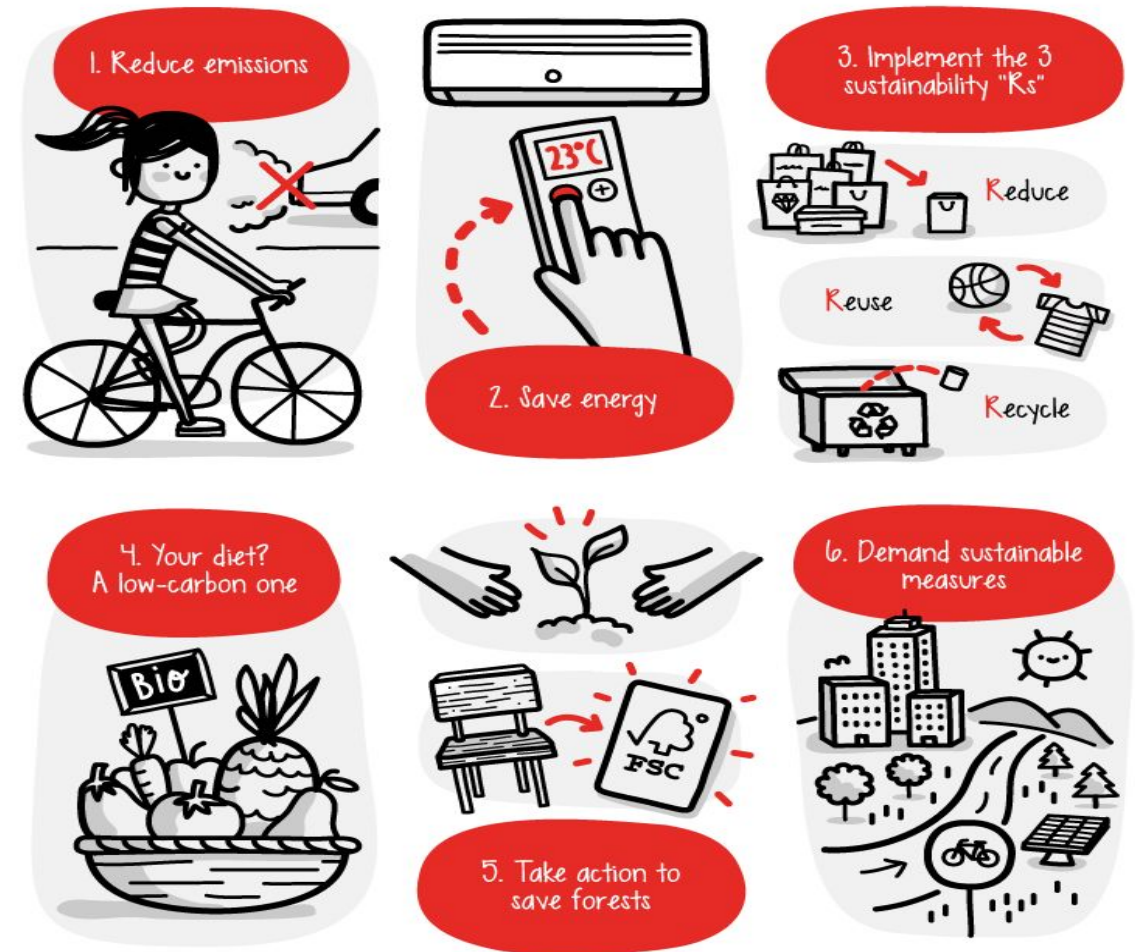 1. Reduce emissions
23°C
+
2. Save energy
3. Implement the 3
sustainability "Rs"
Reduce
Reuse
Recycle
4. Your diet?
A low-carbon one
Bio
FSC
5. Take action to
save forests
6. Demand sustainable
measures